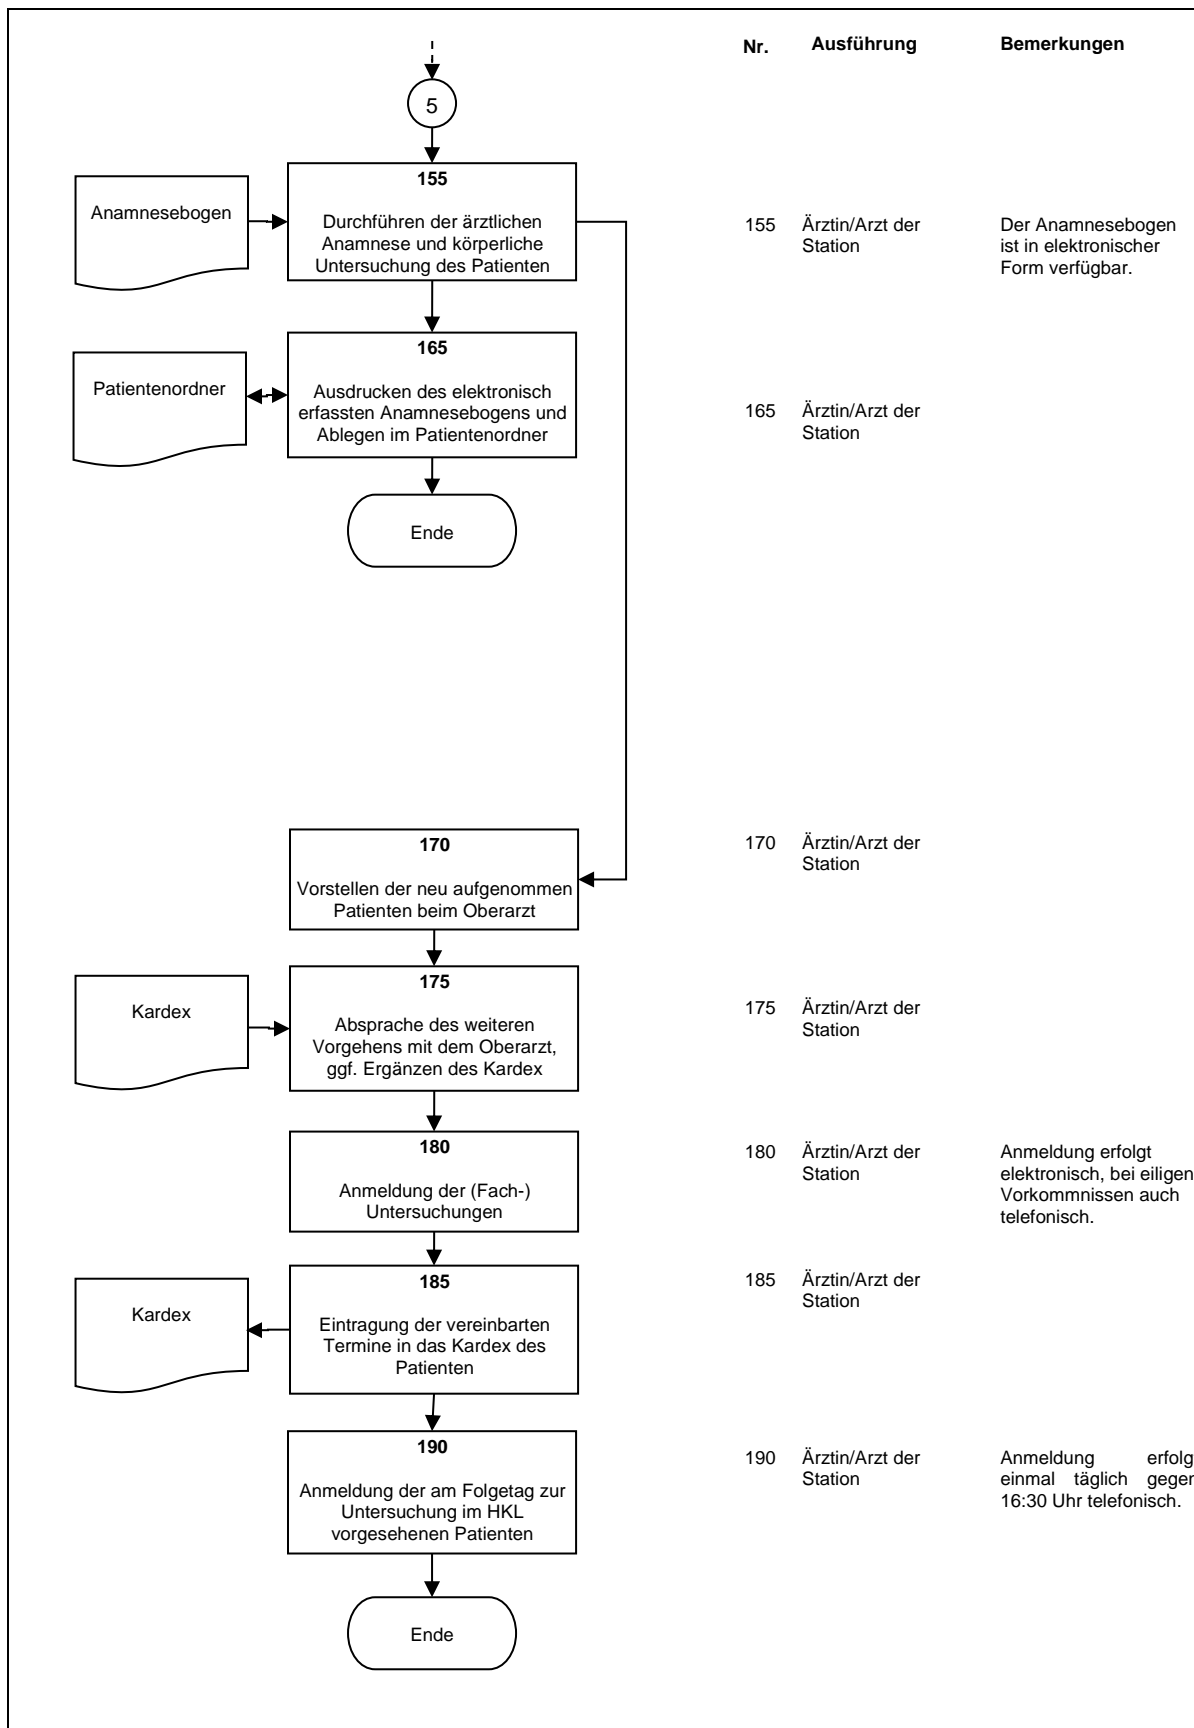 Nr. Ausführung Bemerkungen
5
155
Anamnesebogen
Durchführen der ärztlichen
Anamnese und körperliche
Untersuchung des Patienten
155 Ärztin/Arzt der
Station
Der Anamnesebogen
ist in elektronischer
Form verfügbar.
165
Patientenordner
Ausdrucken des elektronisch
erfassten Anamnesebogens und
Ablegen im Patientenordner
165 Ärztin/Arzt der
Station
Ende
170
Vorstellen der neu aufgenommen
Patienten beim Oberarzt
170 Ärztin/Arzt der
Station
175
Kardex
Absprache des weiteren
Vorgehens mit dem Oberarzt,
ggf. Ergänzen des Kardex
175 Ärztin/Arzt der
Station
180
Anmeldung der (Fach-)
Untersuchungen
180 Ärztin/Arzt der
Station
Anmeldung erfolgt
elektronisch, bei eiligen
Vorkommnissen auch
telefonisch.
185
Kardex
Eintragung der vereinbarten
Termine in das Kardex des
Patienten
185 Ärztin/Arzt der
Station
190
Anmeldung der am Folgetag zur
Untersuchung im HKL
vorgesehenen Patienten
190 Ärztin/Arzt der
Station
Anmeldung erfolg
einmal täglich geger
16:30 Uhr telefonisch.
Ende